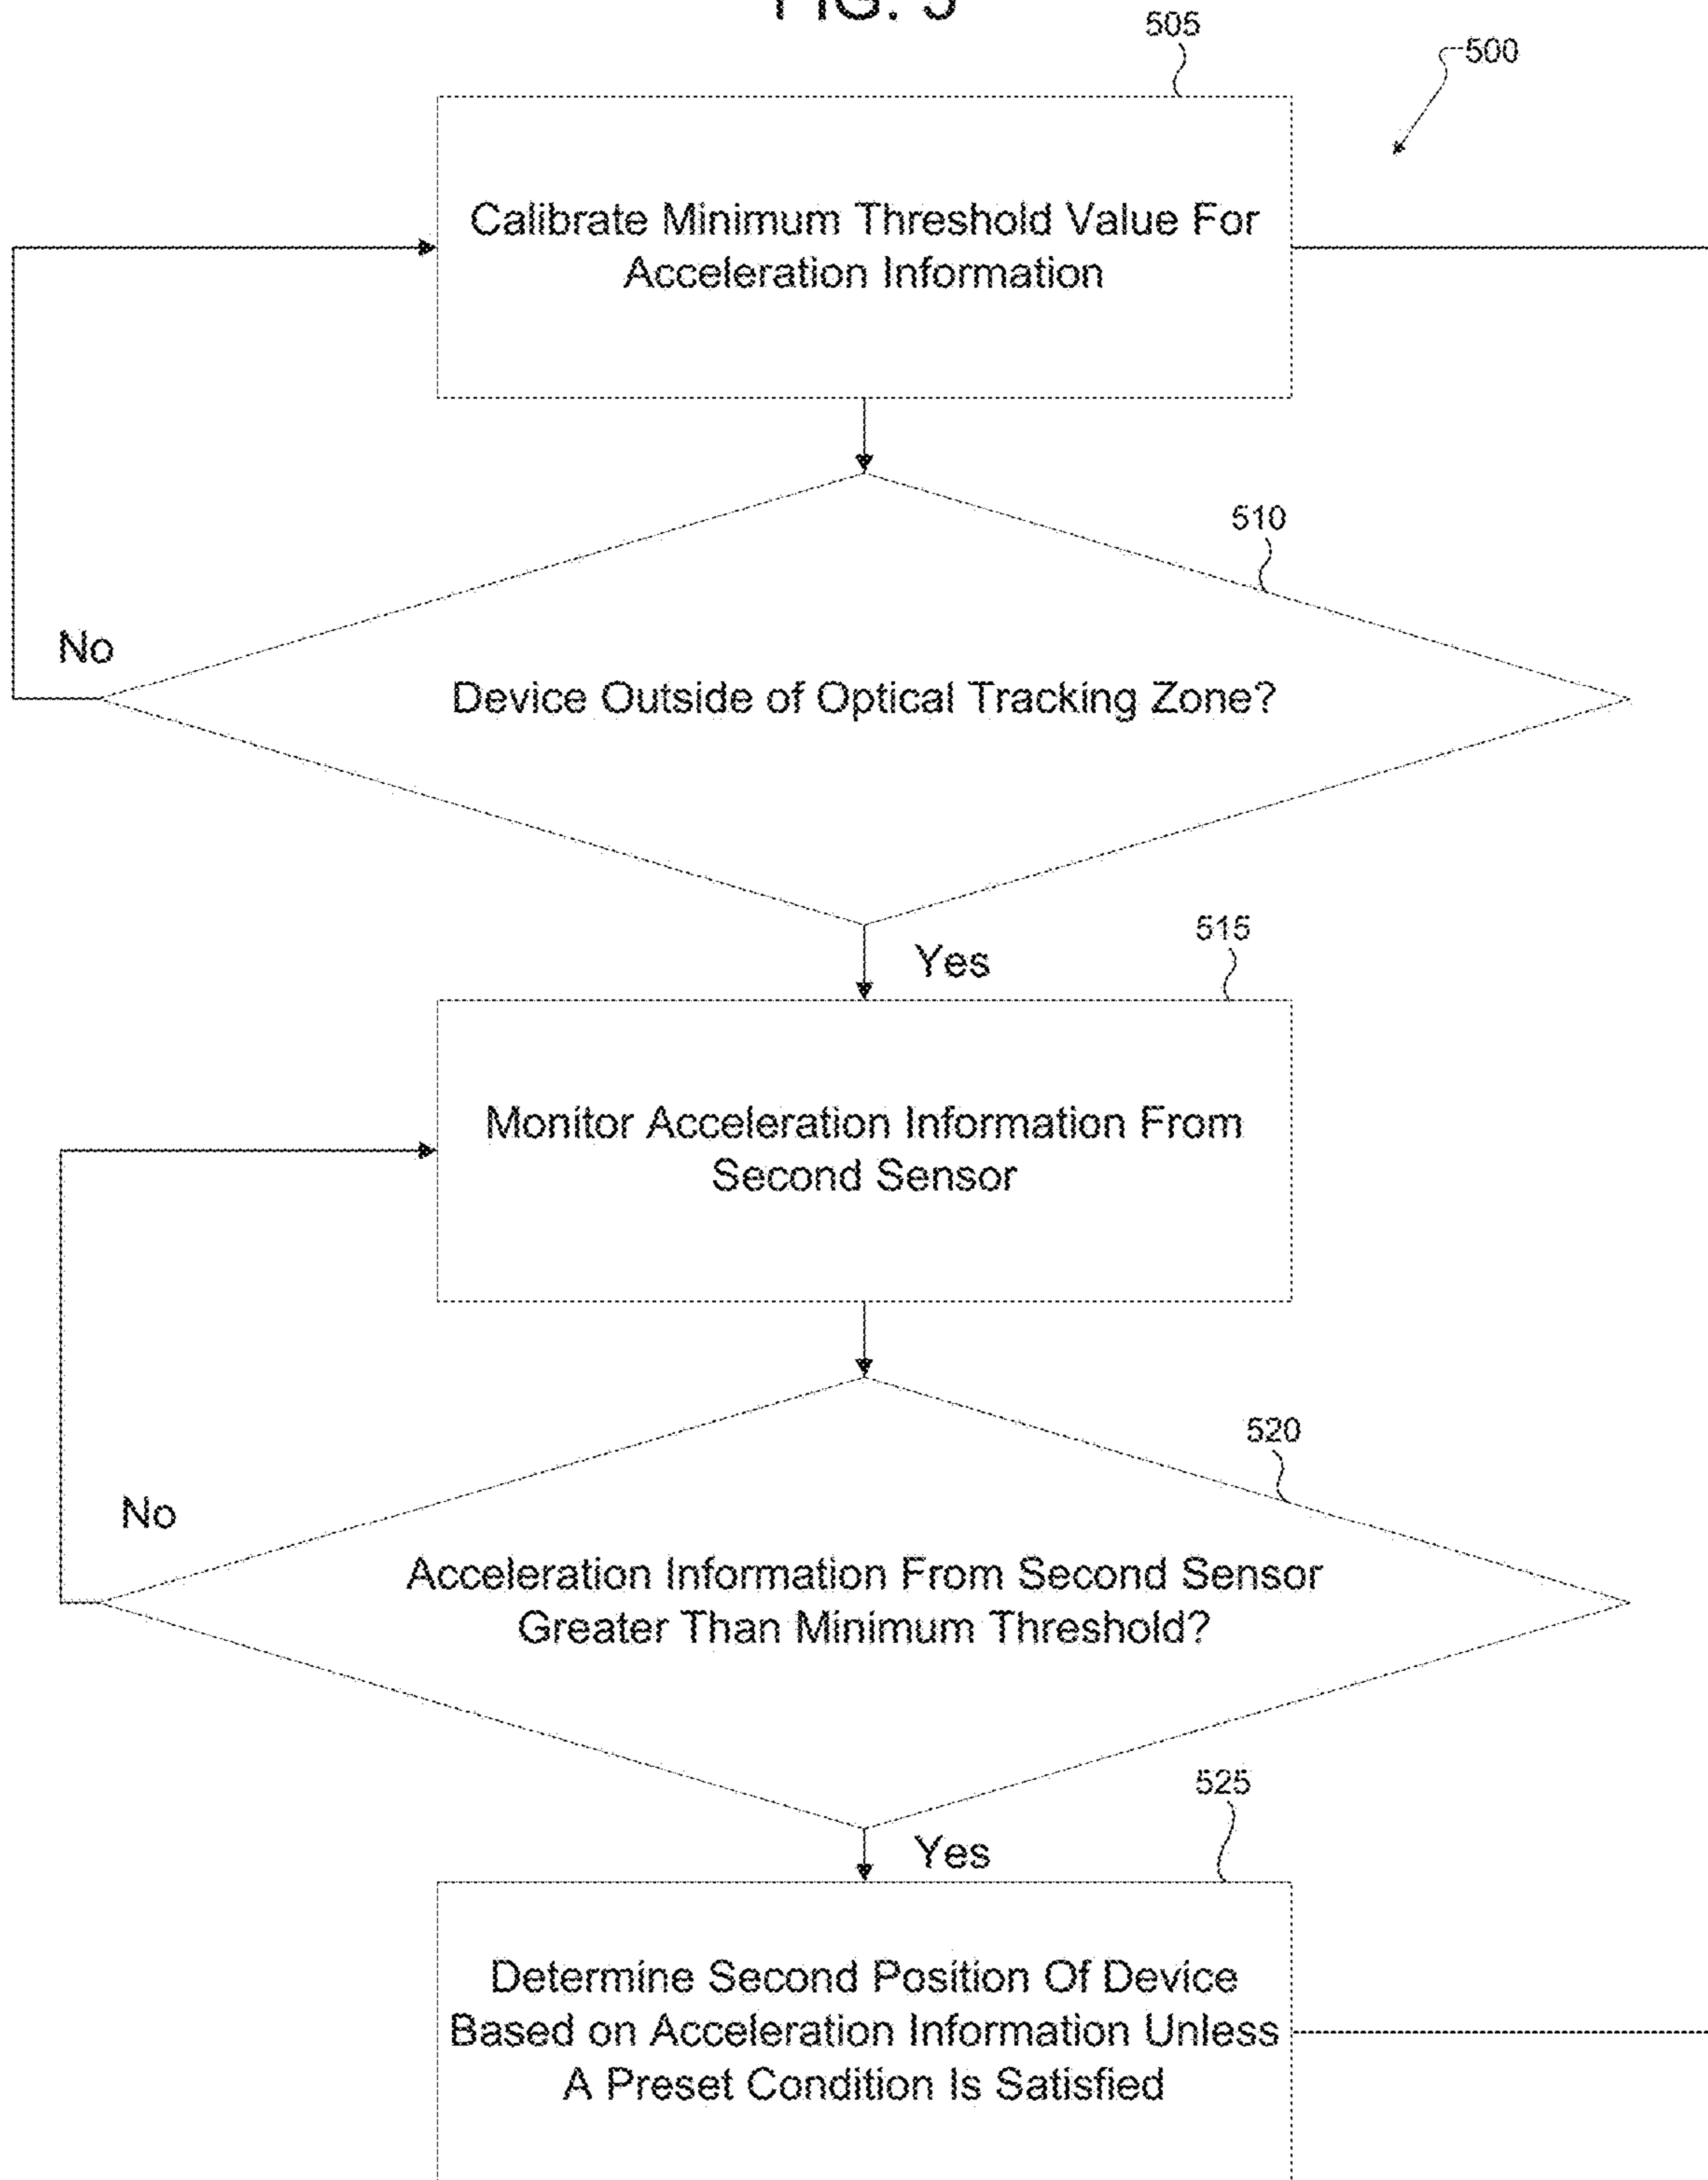 FIG. 5
505
500
Calibrate Minimum Threshold Value For
Acceleration Information
510
No
Device Outside of Optical Tracking Zone?
Yes
515
Monitor Acceleration Information From
Second Sensor
520
No
Acceleration Information From Second Sensor
Greater Than Minimum Threshold?
Yes
525
Determine Second Position Of Device
Based on Acceleration Information Unless
A Preset Condition Is Satisfied